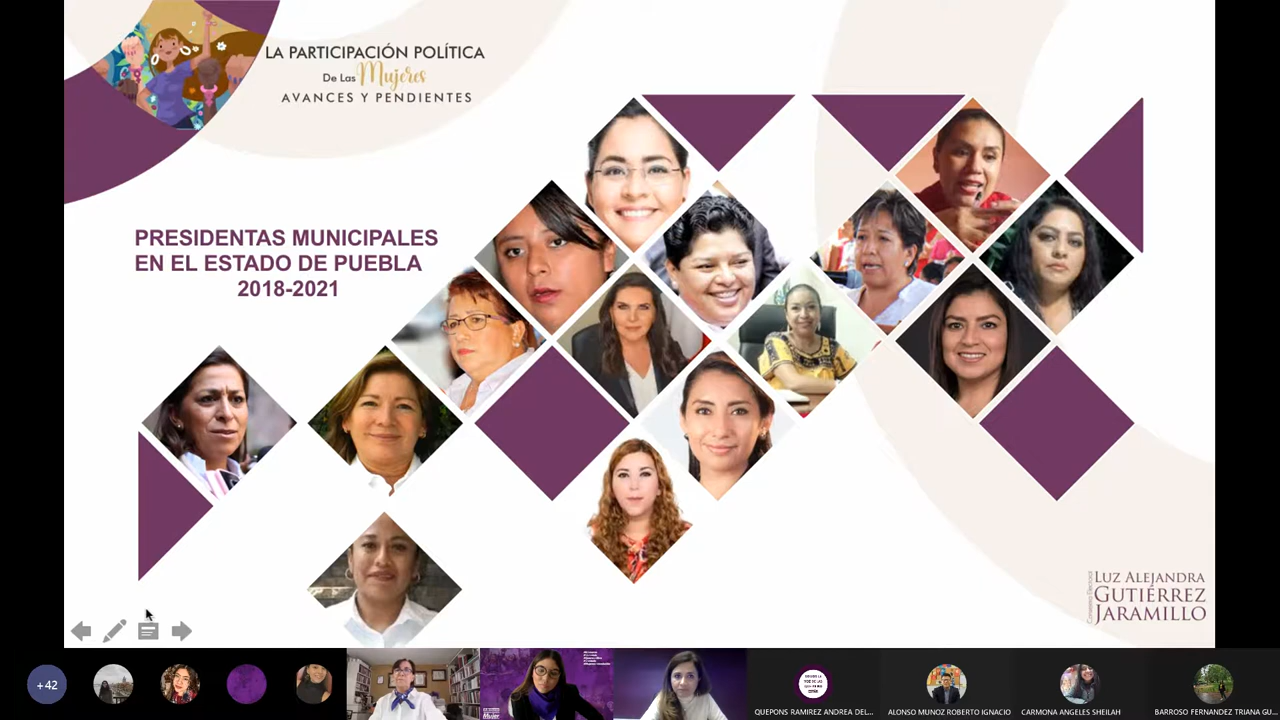 LA PARTICIPACIÓN POLÍTICA
De Las Mujeres
AVANCES Y PENDIENTES
PRESIDENTAS MUNICIPALES
EN EL ESTADO DE PUEBLA
2018-2021
LUZ ALEJANDRA
GUTIÉRREZ
JARAMILLO
+42
Mujer
QUEPONS RAMIREZ ANDREA DEL...
ALONSO MUNOZ ROBERTO IGNACIO
CARMONA ANGELES SHEILAH
BARROSO FERNANDEZ TRIANA GU...